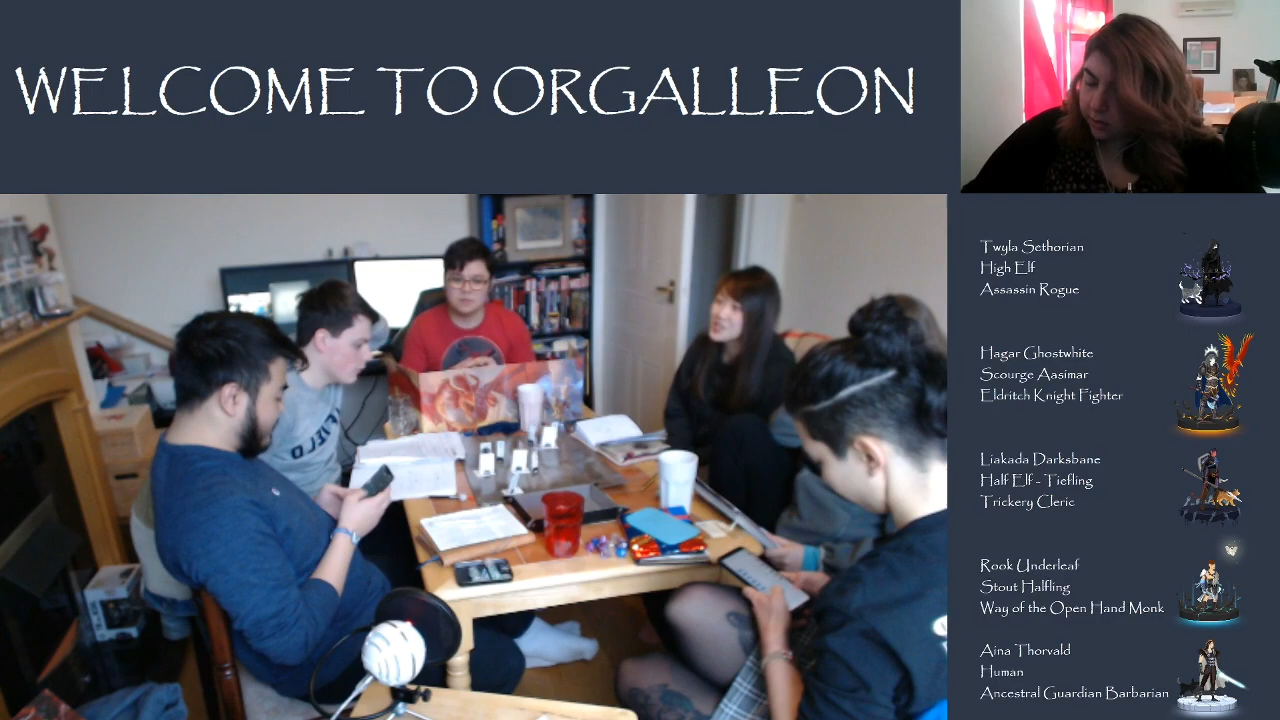 WELCOME TO ORGALLEON
Twyla Sethorian
High Elf
Assassin Rogue
Hagar Ghostwhite
Scourge Aasimar
Eldritch Knight Fighter
Liakada Darksbane
Half Elf - Tiefling
Trickery Cleric
Rook Underleaf
Stout Halfling
Way of the Open Hand Monk
Aina Thorvald
Human
Ancestral Guardian Barbarian